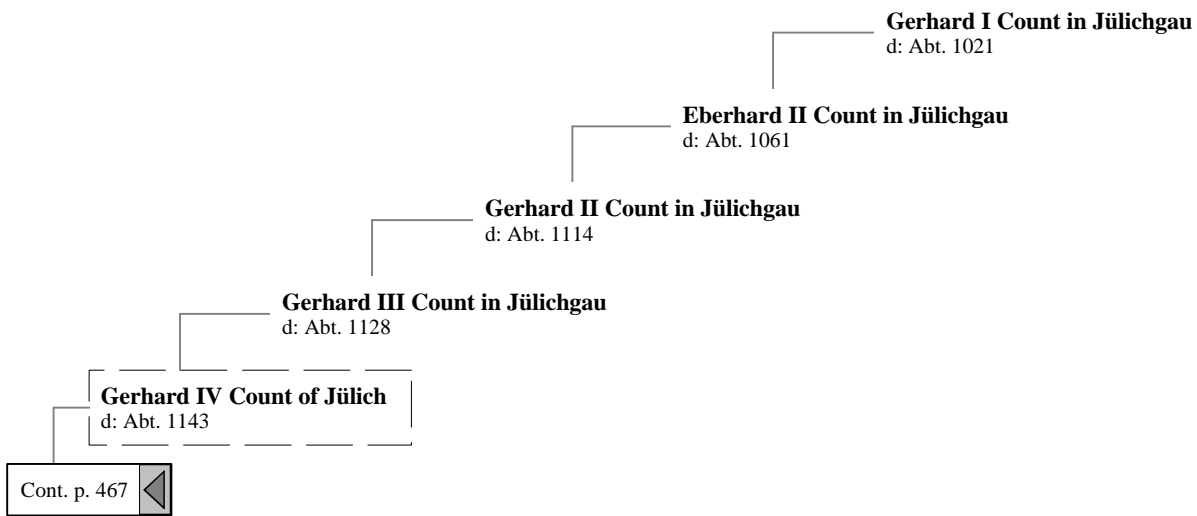 Gerhard I Count in Jülichgau
d: Abt. 1021
Eberhard II Count in Jülichgau
d: Abt. 1061
Gerhard II Count in Jülichgau
d: Abt. 1114
Gerhard III Count in Jülichgau
d: Abt. 1128
Gerhard IV Count of Jülich
d: Abt. 1143
Cont. p. 467